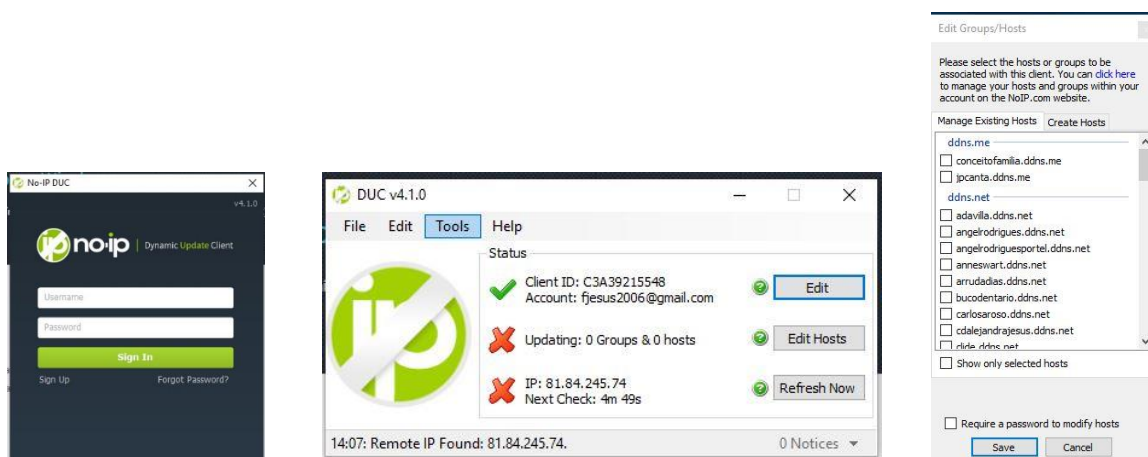 No-IP DUC
v4.1.0
no-ip Dynamic Update Client
Username
Password
Sign In
Sign Up Forgot Password?
DUC v4.1.0
File Edit Tools Help
Status
Client ID: C3A39215548
Account: fjesus2006@gmail.com
Edit
Updating: 0 Groups & 0 hosts
Edit Hosts
IP: 81.84.245.74
Next Check: 4m 49s
Refresh Now
14:07: Remote IP Found: 81.84.245.74.
0 Notices
Edit Groups/Hosts
Please select the hosts or groups to be
associated with this client. You can click here
to manage your hosts and groups within your
account on the NoIP.com website.
Manage Existing Hosts Create Hosts
ddns.me
conceitofamilia.ddns.me
jpcanta.ddns.me
ddns.net
adavilla.ddns.net
angelrodrigues.ddns.net
angelrodriguesportel.ddns.net
anneswart.ddns.net
arrudadias.ddns.net
bucodentario.ddns.net
carlosaroso.ddns.net
cdalejandrajesus.ddns.net
clide.ddns.net
Show only selected hosts
Require a password to modify hosts
Save Cancel